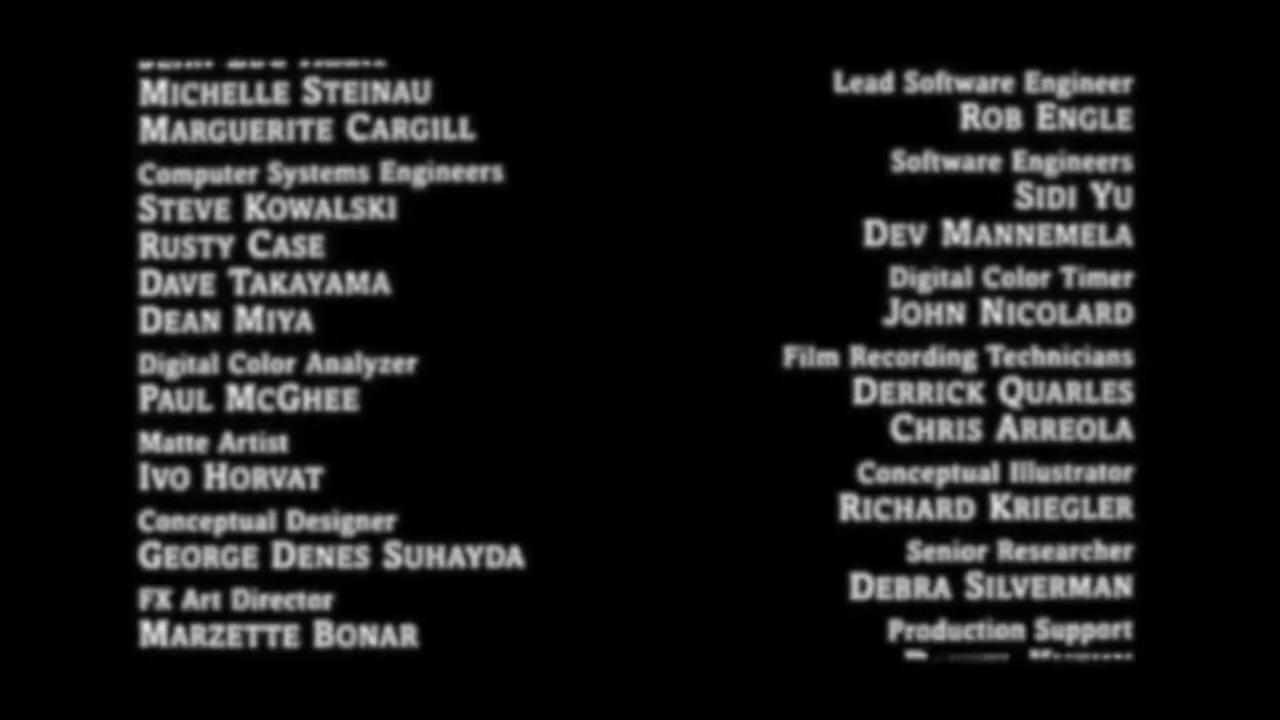 MICHELLE STEINAU
MARGUERITE CARGILL
Computer Systems Engineers
STEVE KOWALSKI
RUSTY CASE
DAVE TAKAYAMA
DEAN MIYA
Digital Color Analyzer
PAUL MCGHEE
Matte Artist
IVO HORVAT
Conceptual Designer
GEORGE DENES SUHAYDA
FX Art Director
MARZETTE BONAR
Lead Software Engineer
ROB ENGLE
Software Engineers
SIDI YU
DEV MANNEMELA
Digital Color Timer
JOHN NICOLARD
Film Recording Technicians
DERRICK QUARLES
CHRIS ARREOLA
Conceptual Illustrator
RICHARD KRIEGLER
Senior Researcher
DEBRA SILVERMAN
Production Support